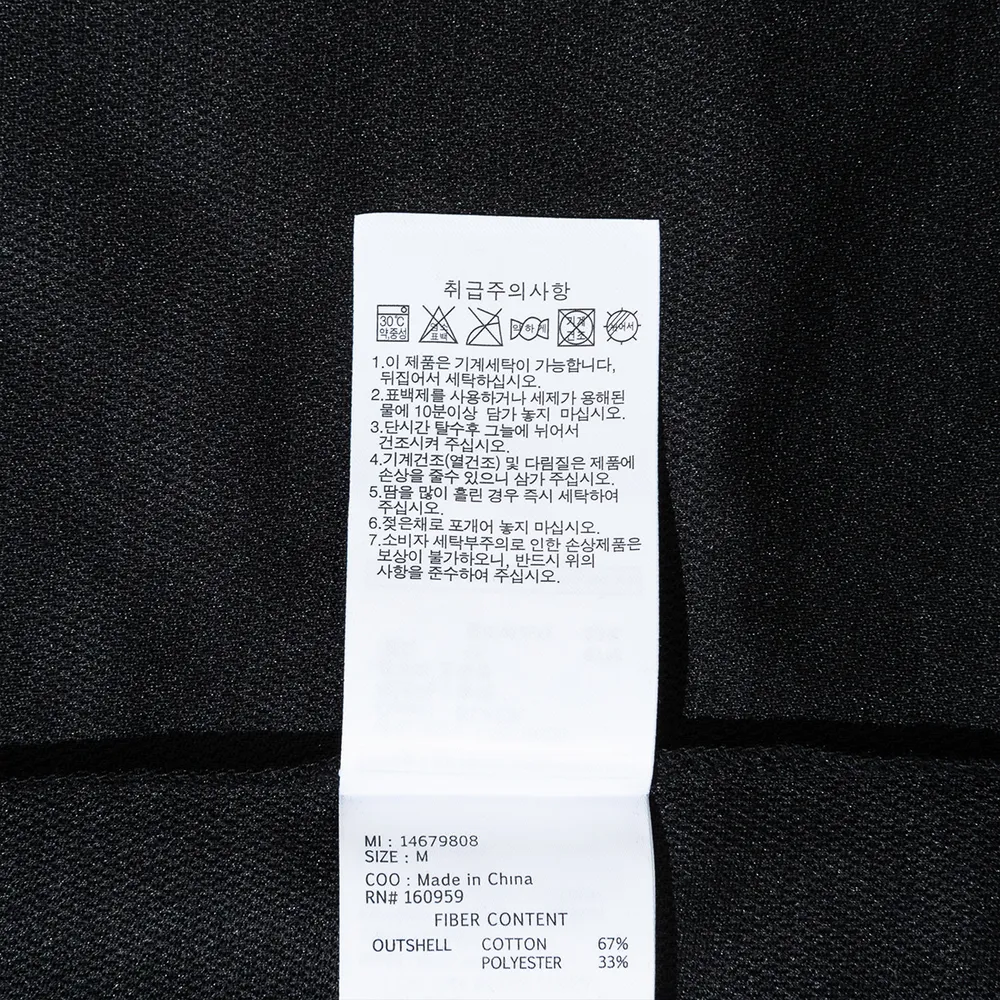 취급주의사항
30℃
약,중성
염소
표백
약하게
기계
건조
뉘어서
1.이 제품은 기계세탁이 가능합니다,
뒤집어서 세탁하십시오.
2.표백제를 사용하거나 세제가 용해된
물에 10분이상 담가 놓지 마십시오.
3.단시간 탈수후 그늘에 뉘어서
건조시켜 주십시오.
4.기계건조(열건조) 및 다림질은 제품에
손상을 줄수 있으니 삼가 주십시오.
5.땀을 많이 흘린 경우 즉시 세탁하여
주십시오.
6.젖은채로 포개어 놓지 마십시오.
7.소비자 세탁부주의로 인한 손상제품은
보상이 불가하오니, 반드시 위의
사항을 준수하여 주십시오.
MI : 14679808
SIZE : M
COO : Made in China
RN# 160959
FIBER CONTENT
OUTSHELL COTTON 67%
POLYESTER 33%